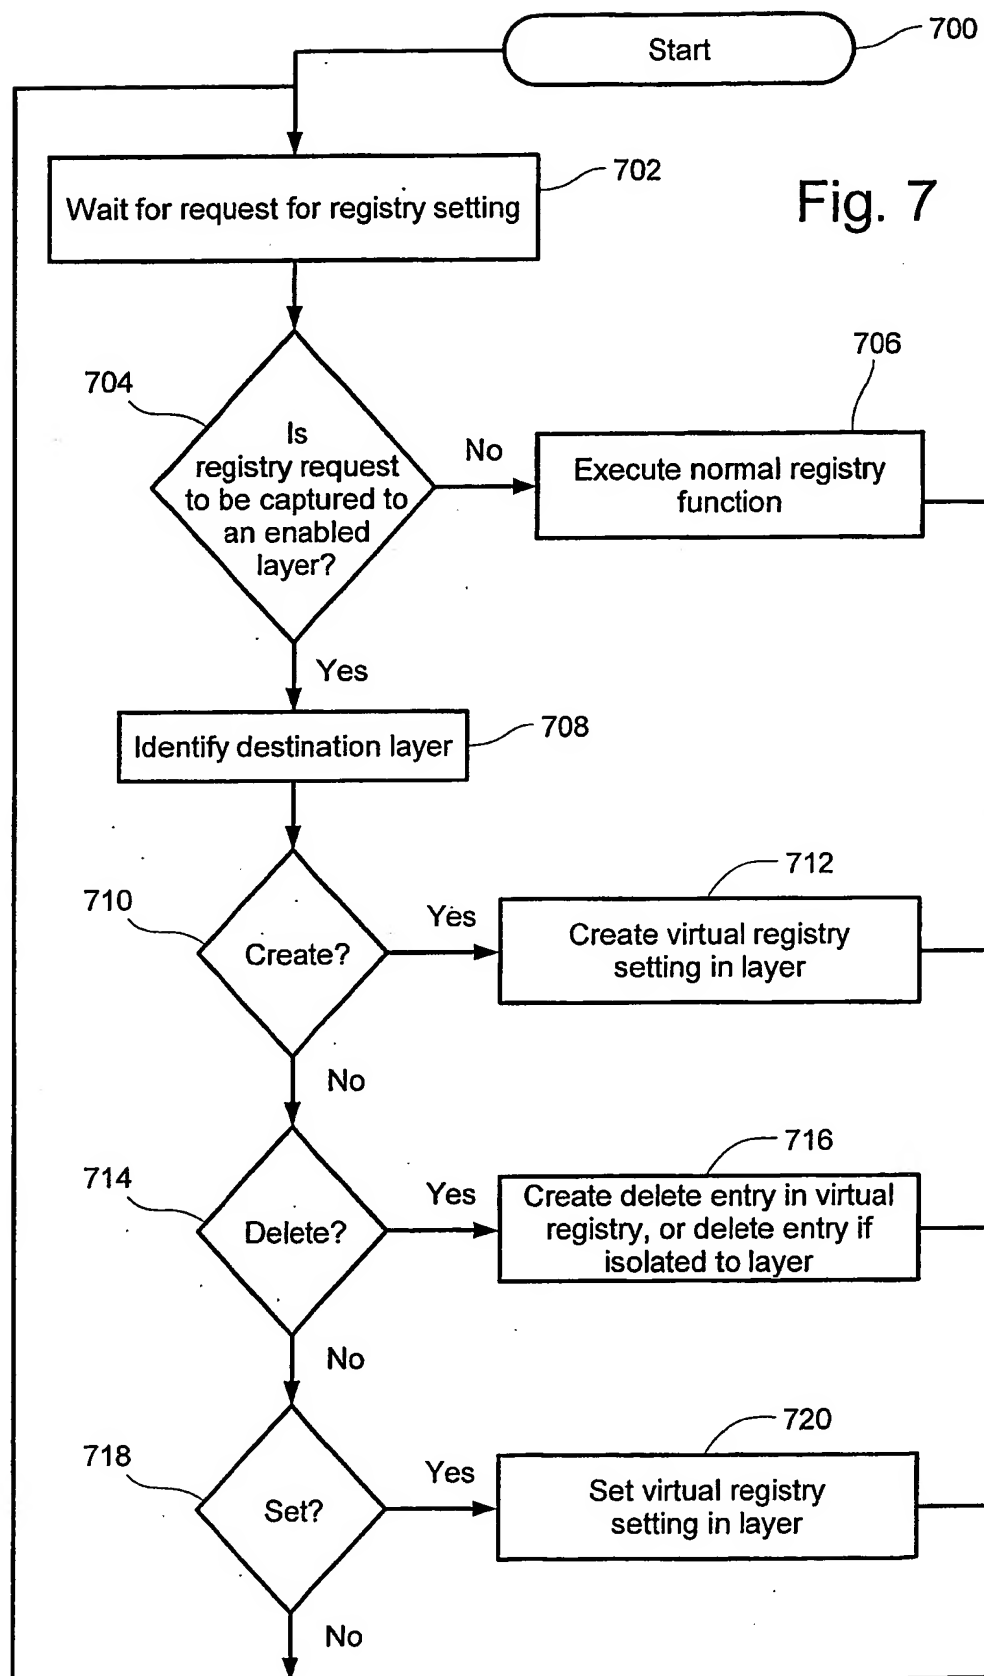 Start
700
Wait for request for registry setting
702
Fig. 7
704
Is
registry request
to be captured to
an enabled
layer?
No
706
Execute normal registry
function
Yes
Identify destination layer
708
710
Create?
Yes
712
Create virtual registry
setting in layer
No
714
Delete?
Yes
716
Create delete entry in virtual
registry, or delete entry if
isolated to layer
No
718
Set?
Yes
720
Set virtual registry
setting in layer
No